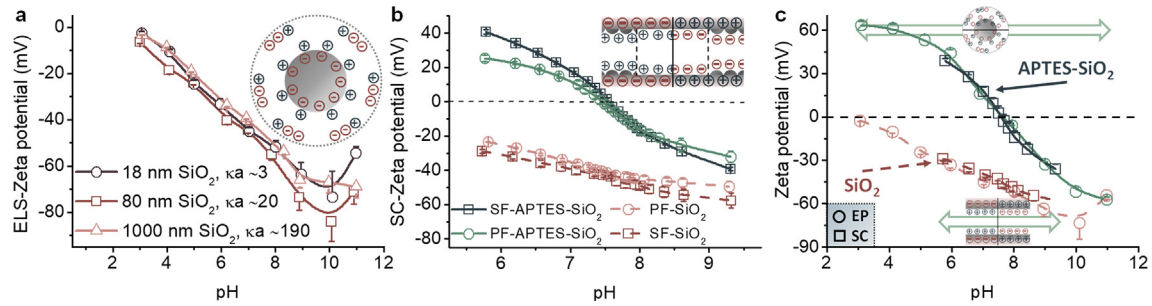 a
ELS-Zeta potential (mV)
0
-20
-40
-60
-80
2
4
6
8
10
12
pH
18 nm SiO₂, κa ~3
80 nm SiO₂, κa ~20
1000 nm SiO₂, κa ~190
b
SC-Zeta potential (mV)
40
20
0
-20
-40
-60
-80
6
7
8
9
pH
SF-APTES-SiO₂
PF-SiO₂
PF-APTES-SiO₂
SF-SiO₂
c
Zeta potential (mV)
60
30
0
-30
-60
-90
2
4
6
8
10
12
pH
APTES-SiO₂
SiO₂
EP
SC